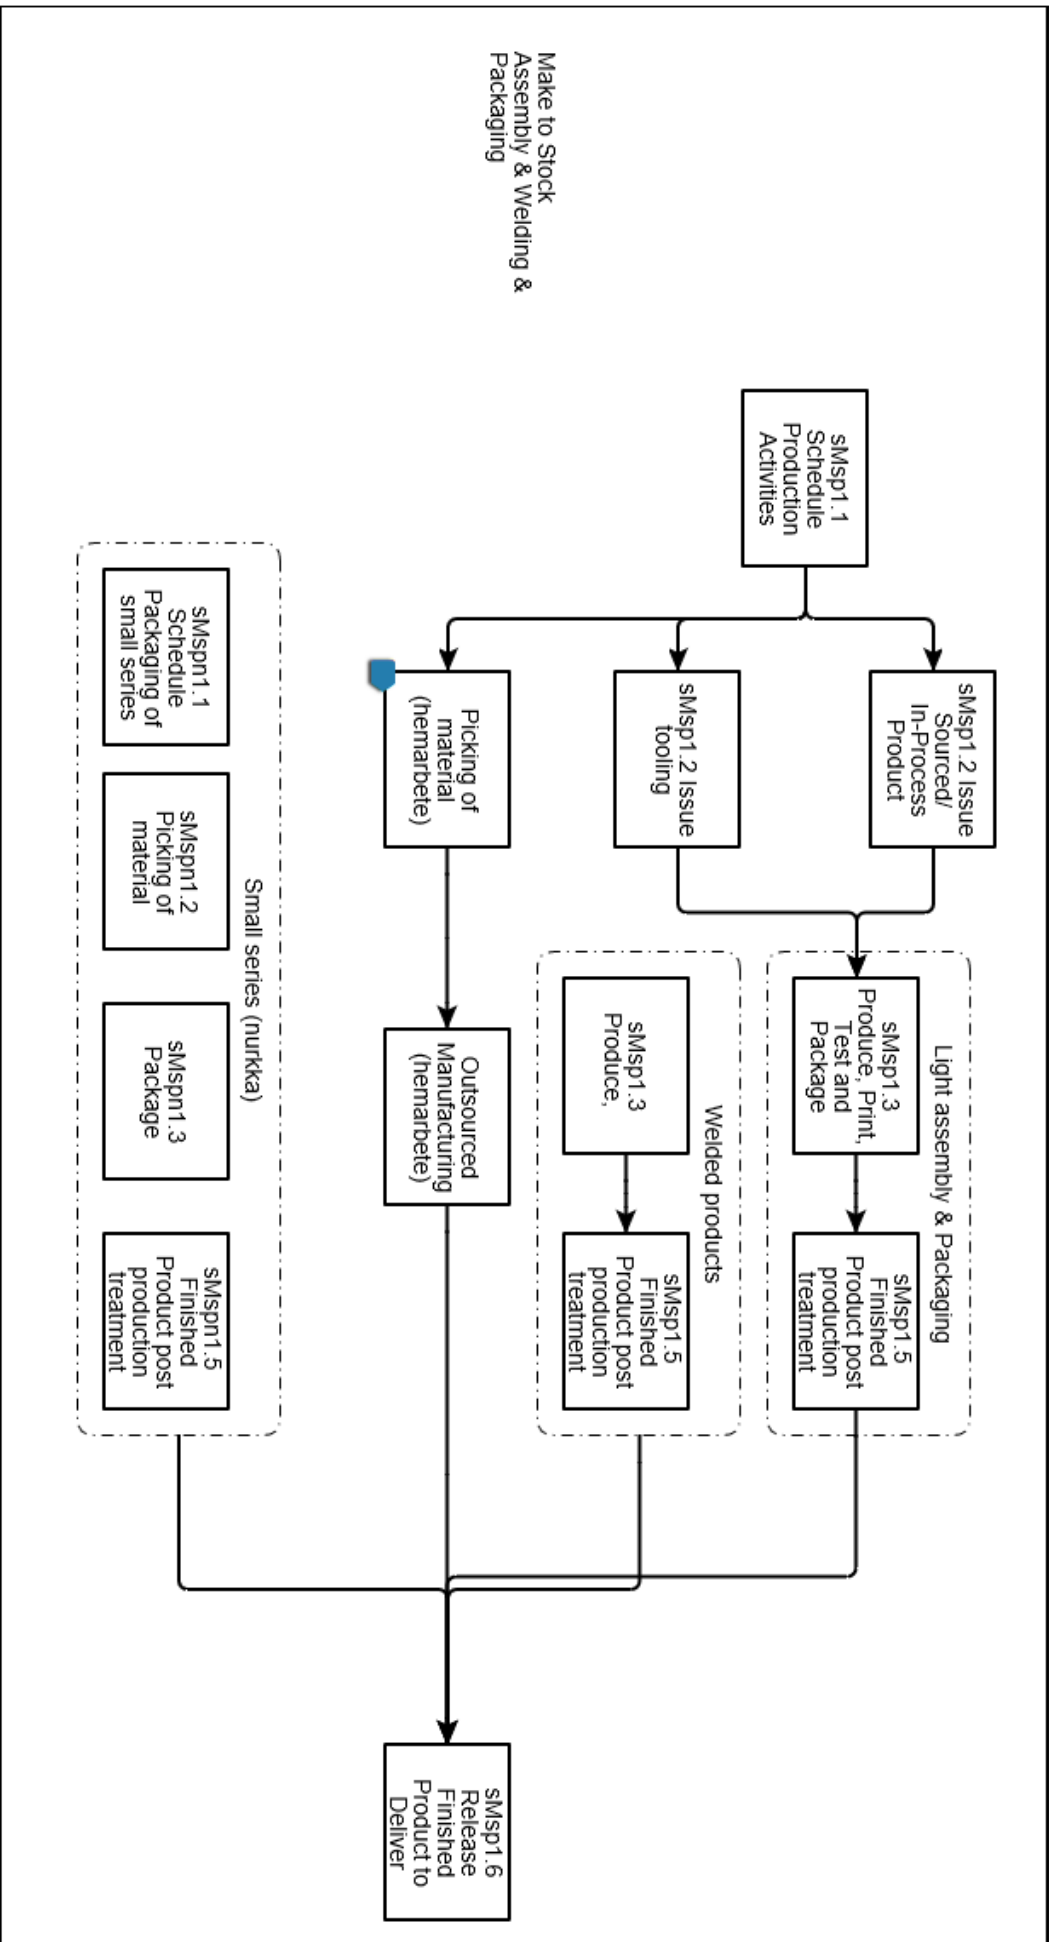 Make to Stock
Assembly & Welding &
Packaging
sMsp1.1
Schedule
Production
Activities
sMsp1.2 Issue
Sourced/
In-Process
Product
sMsp1.2 Issue
tooling
Picking of
material
(hemarbete)
Light assembly & Packaging
sMsp1.3
Produce, Print,
Test and
Package
sMsp1.5
Finished
Product post
production
treatment
Welded products
sMsp1.3
Produce,
sMsp1.5
Finished
Product post
production
treatment
Outsourced
Manufacturing
(hemarbete)
Small series (nurkka)
sMspn1.1
Schedule
Packaging of
small series
sMspn1.2
Picking of
material
sMspn1.3
Package
sMspn1.5
Finished
Product post
production
treatment
sMsp1.6
Release
Finished
Product to
Deliver